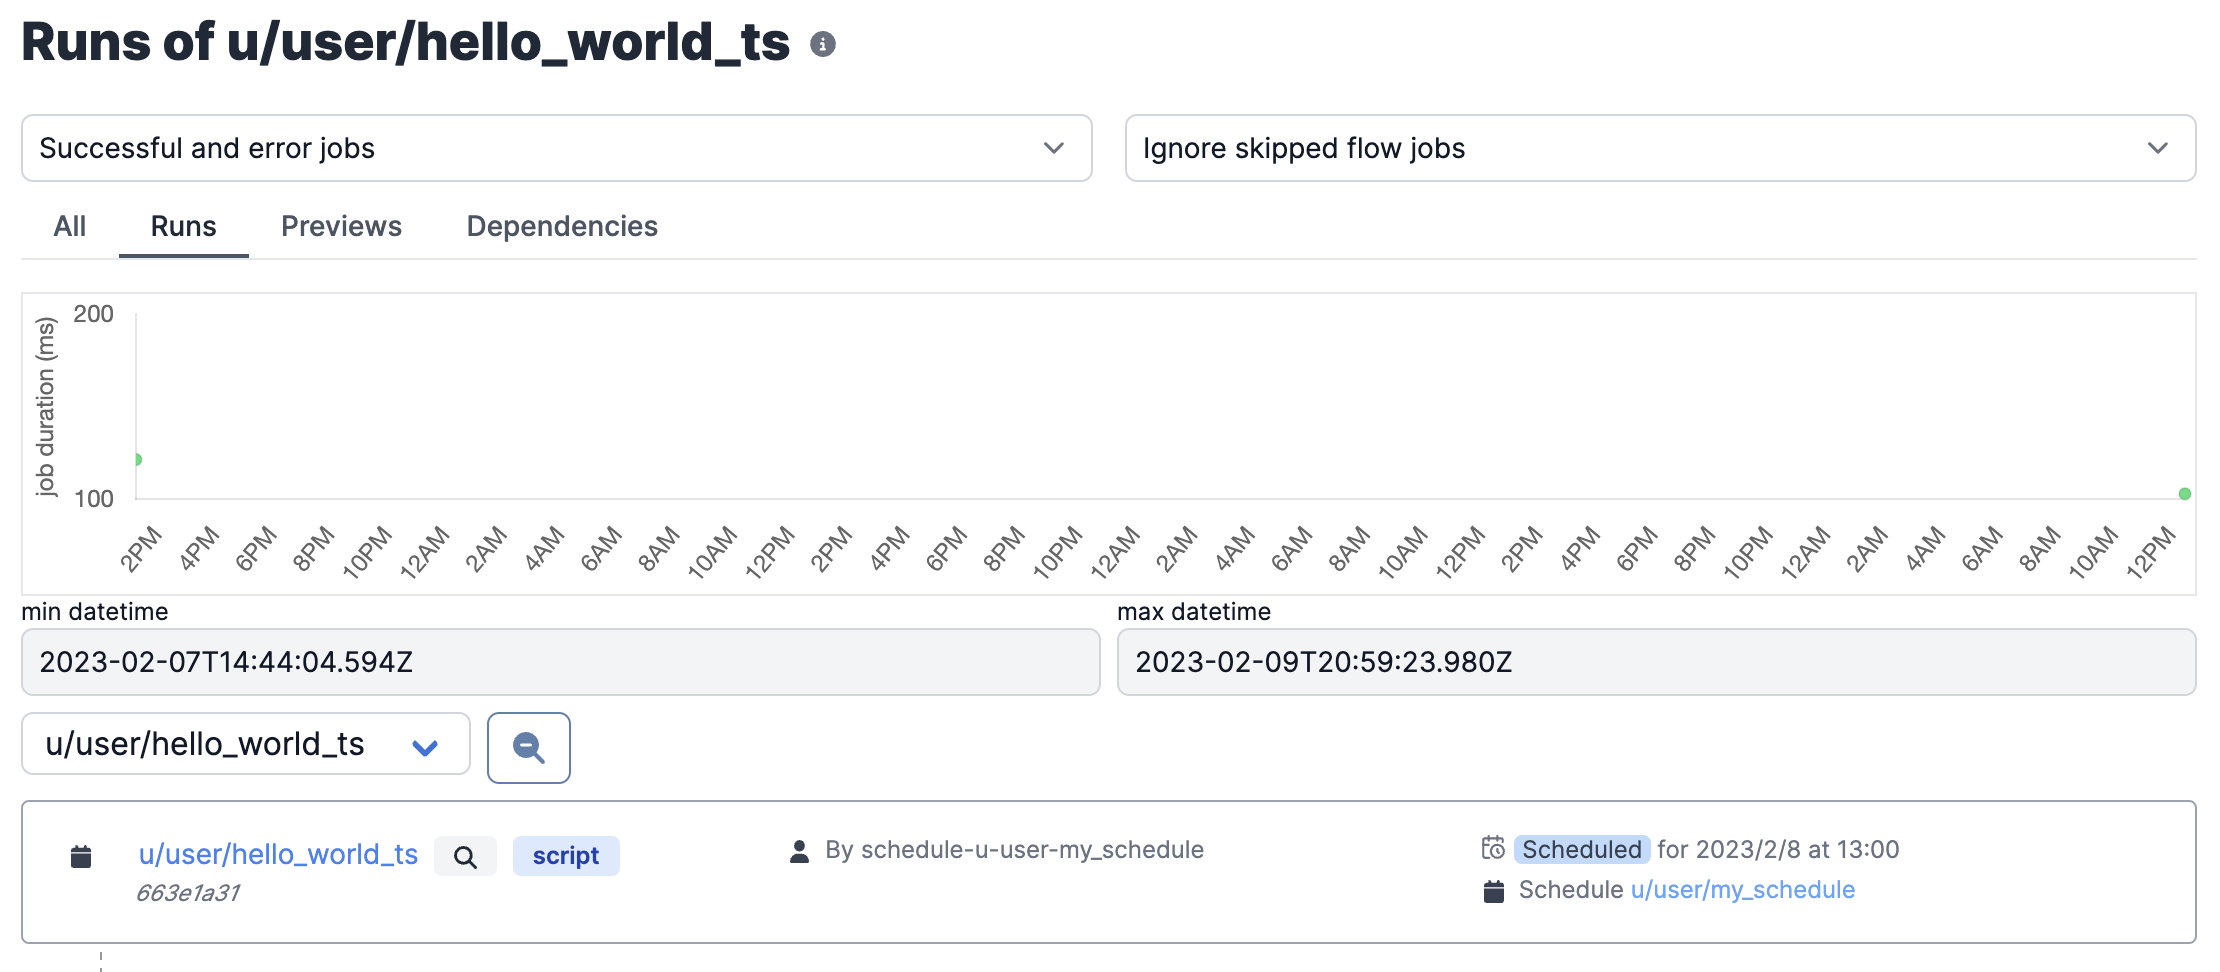 Runs of u/user/hello_world_ts
Successful and error jobs
Ignore skipped flow jobs
All Runs Previews Dependencies
job duration (ms)
200
100
2PM 4PM 6PM 8PM 10PM 12AM 2AM 4AM 6AM 8AM 10AM 12PM 2PM 4PM 6PM 8PM 10PM 12AM 2AM 4AM 6AM 8AM 10AM 12PM 2PM 4PM 6PM 8PM 10PM 12AM 2AM 4AM 6AM 8AM 10AM 12PM
min datetime
max datetime
2023-02-07T14:44:04.594Z
2023-02-09T20:59:23.980Z
u/user/hello_world_ts
u/user/hello_world_ts script
663e1a31
By schedule-u-user-my_schedule
Scheduled for 2023/2/8 at 13:00
Schedule u/user/my_schedule